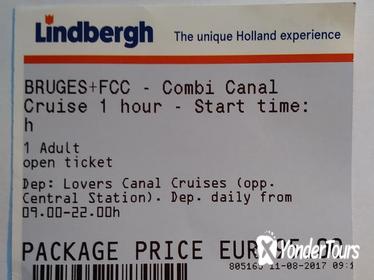 Lindbergh The unique Holland experience
BRUGES+FCC - Combi Canal
Cruise 1 hour - Start time:
h
1 Adult
open ticket
Dep: Lovers Canal Cruises (opp.
Central Station). Dep. daily from
09.00-22.00h
PACKAGE PRICE EUR
YonderTours
11-08-2017